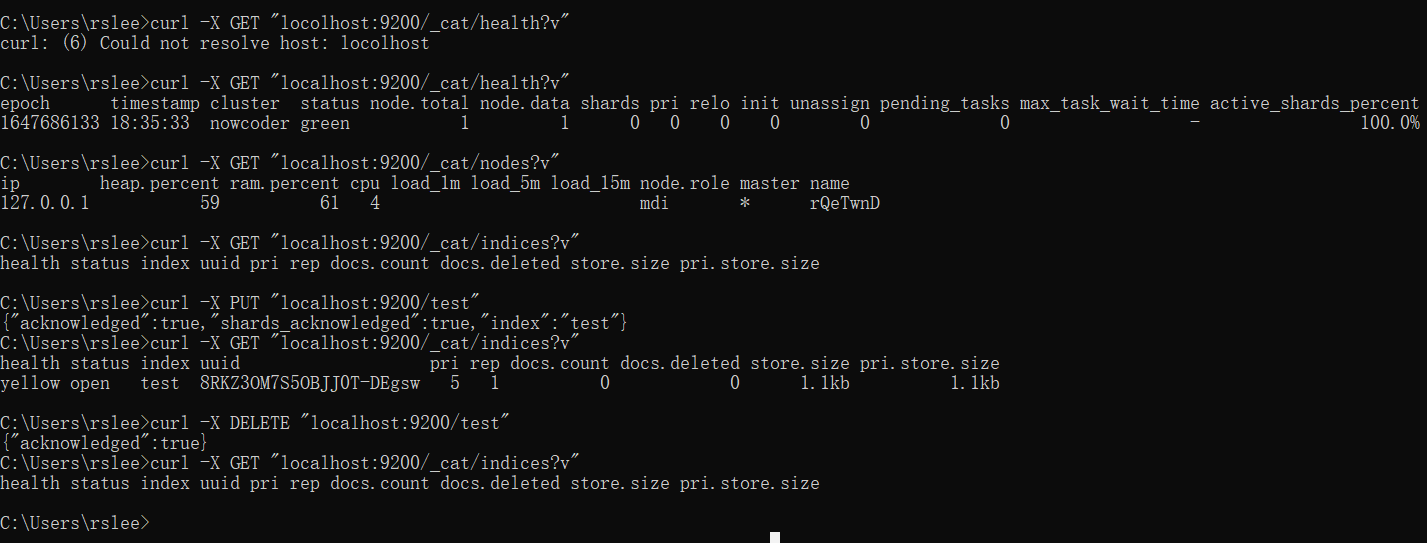 C:\Users\rslee>curl -X GET "locolhost:9200/_cat/health?v"
curl: (6) Could not resolve host: locolhost
C:\Users\rslee>curl -X GET "localhost:9200/_cat/health?v"
epoch      timestamp cluster  status node.total node.data shards pri relo init unassign pending_tasks max_task_wait_time active_shards_percent
1647686133 18:35:33  nowcoder green           1         1      0   0    0    0        0             0                  -                100.0%
C:\Users\rslee>curl -X GET "localhost:9200/_cat/nodes?v"
ip        heap.percent ram.percent cpu load_1m load_5m load_15m node.role master name
127.0.0.1           59          61   4                          mdi       *      rQeTwnD
C:\Users\rslee>curl -X GET "localhost:9200/_cat/indices?v"
health status index uuid pri rep docs.count docs.deleted store.size pri.store.size
C:\Users\rslee>curl -X PUT "localhost:9200/test"
{"acknowledged":true,"shards_acknowledged":true,"index":"test"}
C:\Users\rslee>curl -X GET "localhost:9200/_cat/indices?v"
health status index uuid                   pri rep docs.count docs.deleted store.size pri.store.size
yellow open   test  8RKZ3OM7S5OBJJ0T-DEgsw   5   1          0            0      1.1kb          1.1kb
C:\Users\rslee>curl -X DELETE "localhost:9200/test"
{"acknowledged":true}
C:\Users\rslee>curl -X GET "localhost:9200/_cat/indices?v"
health status index uuid pri rep docs.count docs.deleted store.size pri.store.size
C:\Users\rslee>